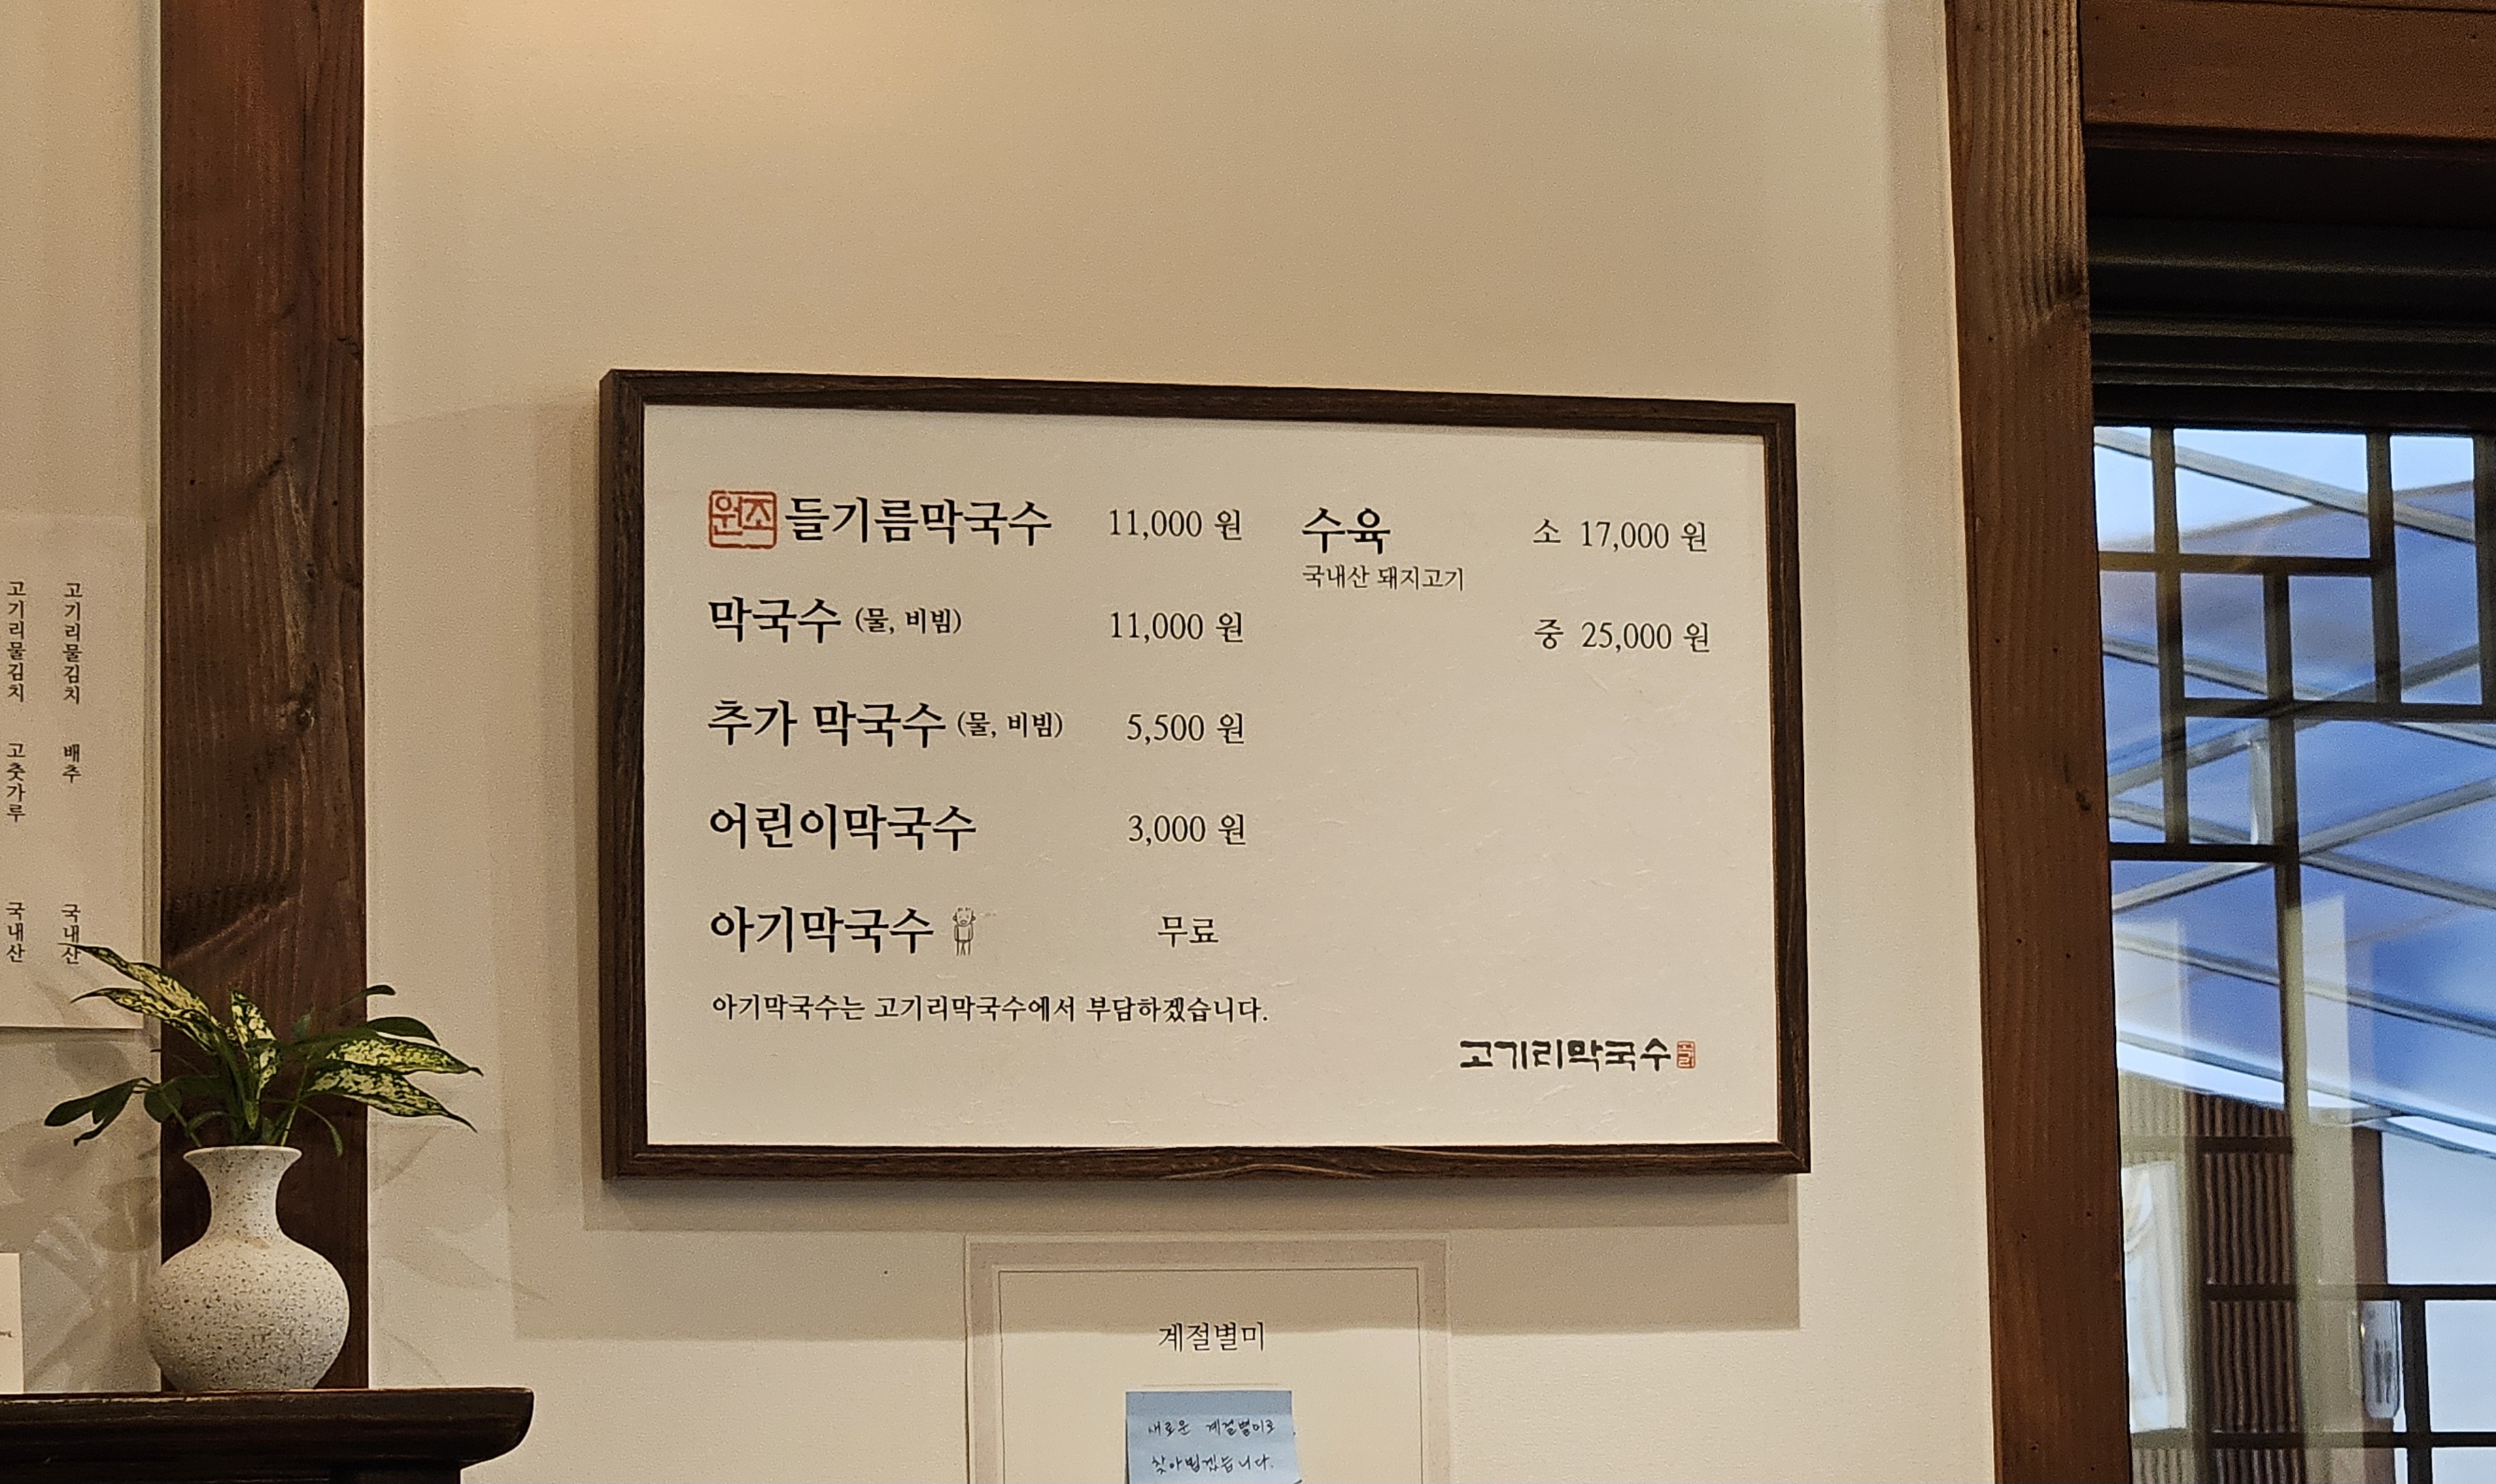 고기리물김치 배추 국내산
고기리물김치 고춧가루 국내산
원조 들기름막국수 11,000 원
막국수 (물, 비빔) 11,000 원
추가 막국수 (물, 비빔) 5,500 원
어린이막국수 3,000 원
아기막국수 무료
아기막국수는 고기리막국수에서 부담하겠습니다.
수육 소 17,000 원
국내산 돼지고기
중 25,000 원
고기리막국수
계절별미
새로운 계절별미로
찾아뵙겠습니다.